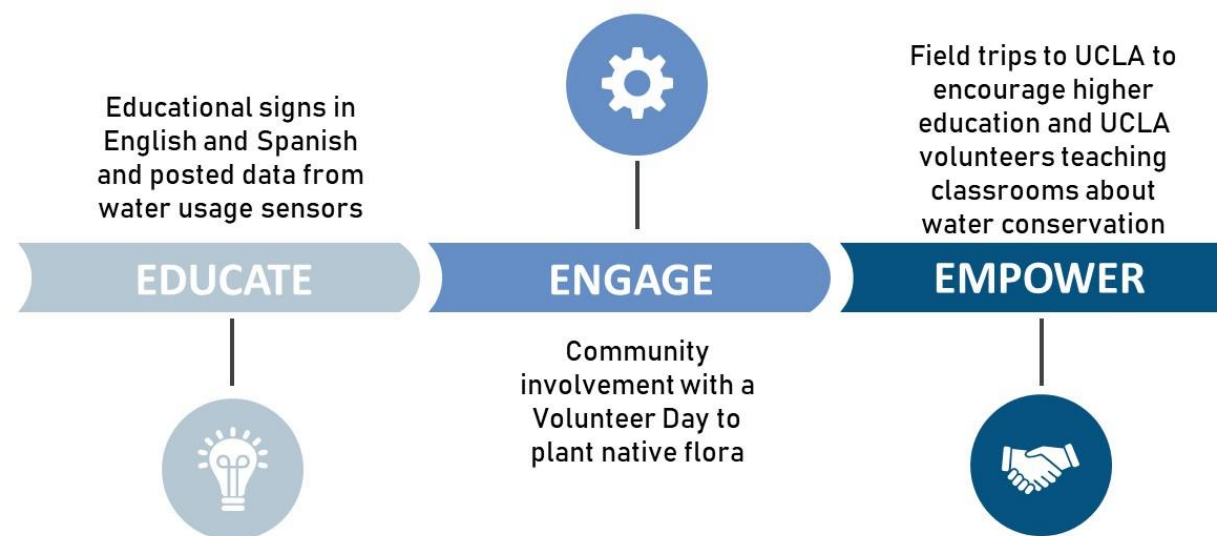 Educational signs in
English and Spanish
and posted data from
water usage sensors
EDUCATE
ENGAGE
Community
involvement with a
Volunteer Day to
plant native flora
Field trips to UCLA to
encourage higher
education and UCLA
volunteers teaching
classrooms about
water conservation
EMPOWER